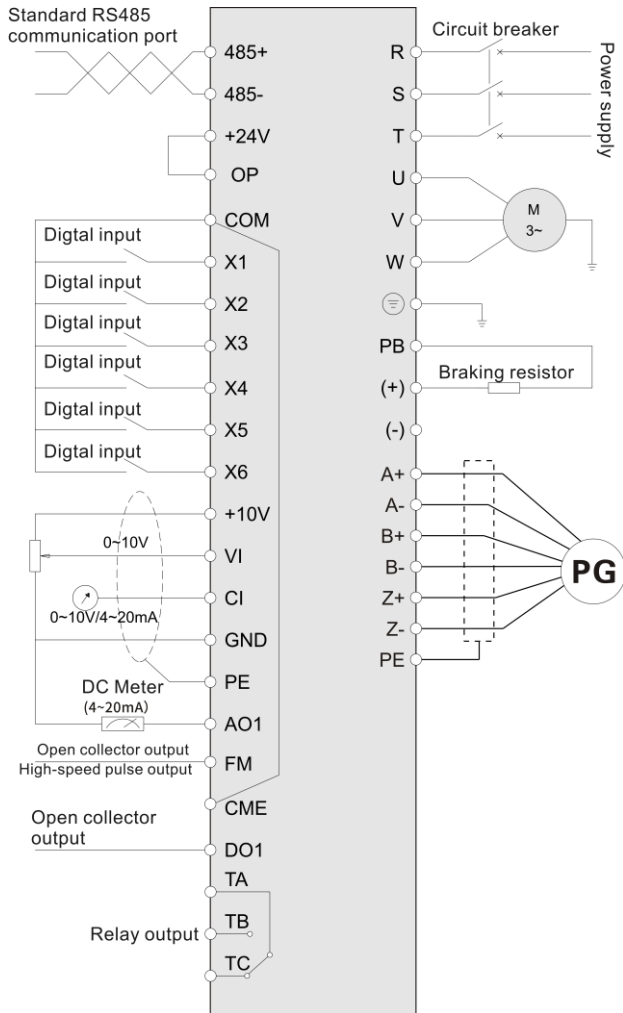 Standard RS485
communication port
485+
485-
+24V
OP
COM
Digtal input
X1
Digtal input
X2
Digtal input
X3
Digtal input
X4
Digtal input
X5
Digtal input
X6
+10V
0~10V
VI
CI
0~10V/4~20mA
GND
PE
DC Meter
(4~20mA)
AO1
Open collector output
High-speed pulse output
FM
CME
Open collector
output
DO1
TA
TB
Relay output
TC
Circuit breaker
Power supply
R
S
T
U
V
W
M
3~
PB
Braking resistor
(+)
(-)
A+
A-
B+
B-
Z+
Z-
PE
PG